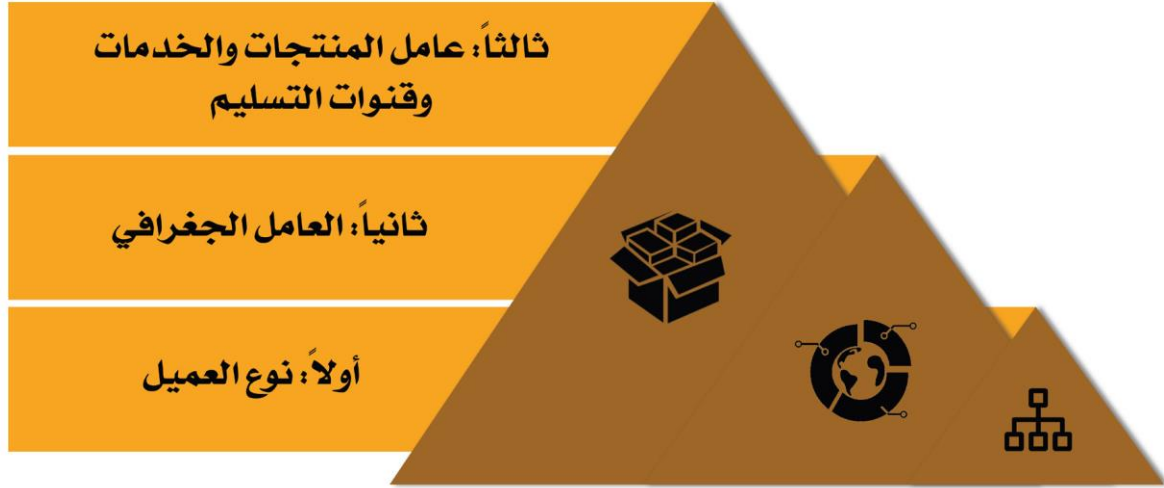 ثالثاً: عامل المنتجات والخدمات
وقنوات التسليم
ثانياً: العامل الجغرافي
أولاً: نوع العميل